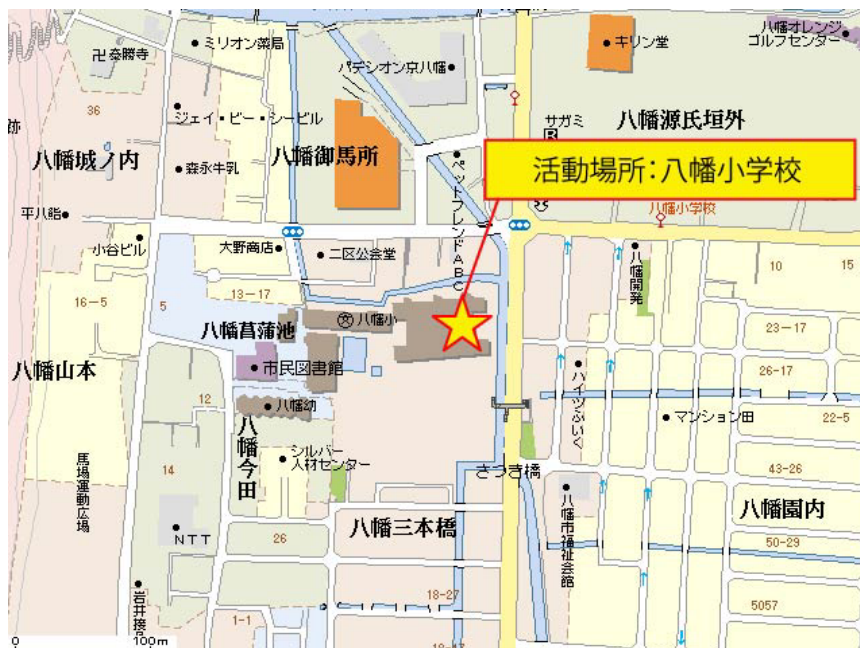 ミリオン薬局
卍泰勝寺
パデシオン京八幡
キリン堂
八幡オレンジ
ゴルフセンター
36
ジェイ・ビー・シービル
サガミ
八幡源氏垣外
跡
八幡城ノ内
森永牛乳
八幡御馬所
ペットフレンドABC
活動場所：八幡小学校
平八鮨
八幡小学校
小谷ビル
大野商店
二区公会堂
八幡開発
10
15
16-5
5
13-17
八幡菖蒲池
八幡小
23-17
八幡山本
市民図書館
26-17
12
八幡幼
ハイツふいく
マンション田
22-5
八幡今田
シルバー
人材センター
さつき橋
43-26
馬場運動広場
14
八幡市福祉会館
八幡園内
NTT
26
八幡三本橋
50-29
岩井接骨
18-27
1-1
5057
18-17
0
100m